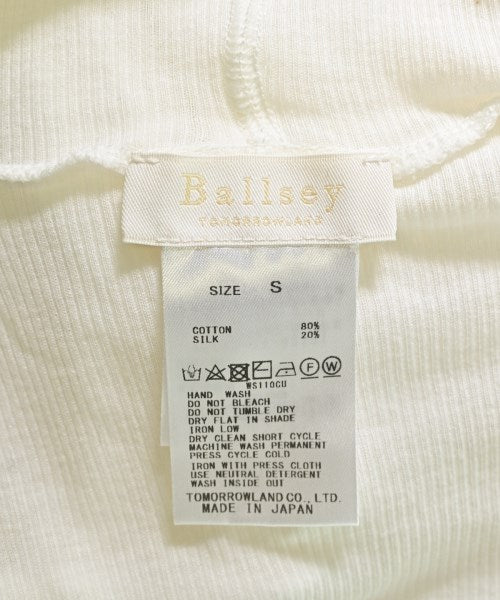 Ballsey
TOMORROWLAND
SIZE S
COTTON 80%
SILK 20%
F W
WS110CU
HAND WASH
DO NOT BLEACH
DO NOT TUMBLE DRY
DRY FLAT IN SHADE
IRON LOW
DRY CLEAN SHORT CYCLE
MACHINE WASH PERMANENT
PRESS CYCLE COLD
IRON WITH PRESS CLOTH
USE NEUTRAL DETERGENT
WASH INSIDE OUT
TOMORROWLAND CO., LTD.
MADE IN JAPAN